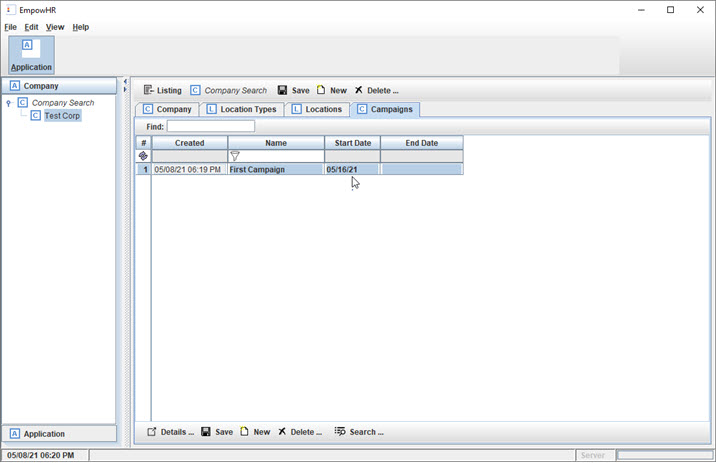 EmpowHR
File Edit View Help
A
Application
A Company
C Company Search
C Test Corp
A Application
Listing C Company Search Save New Delete ...
C Company L Location Types L Locations C Campaigns
Find:
# Created Name Start Date End Date
1 05/08/21 06:19 PM First Campaign 05/16/21
Details ... Save New Delete ... Search ...
05/08/21 06:20 PM Server